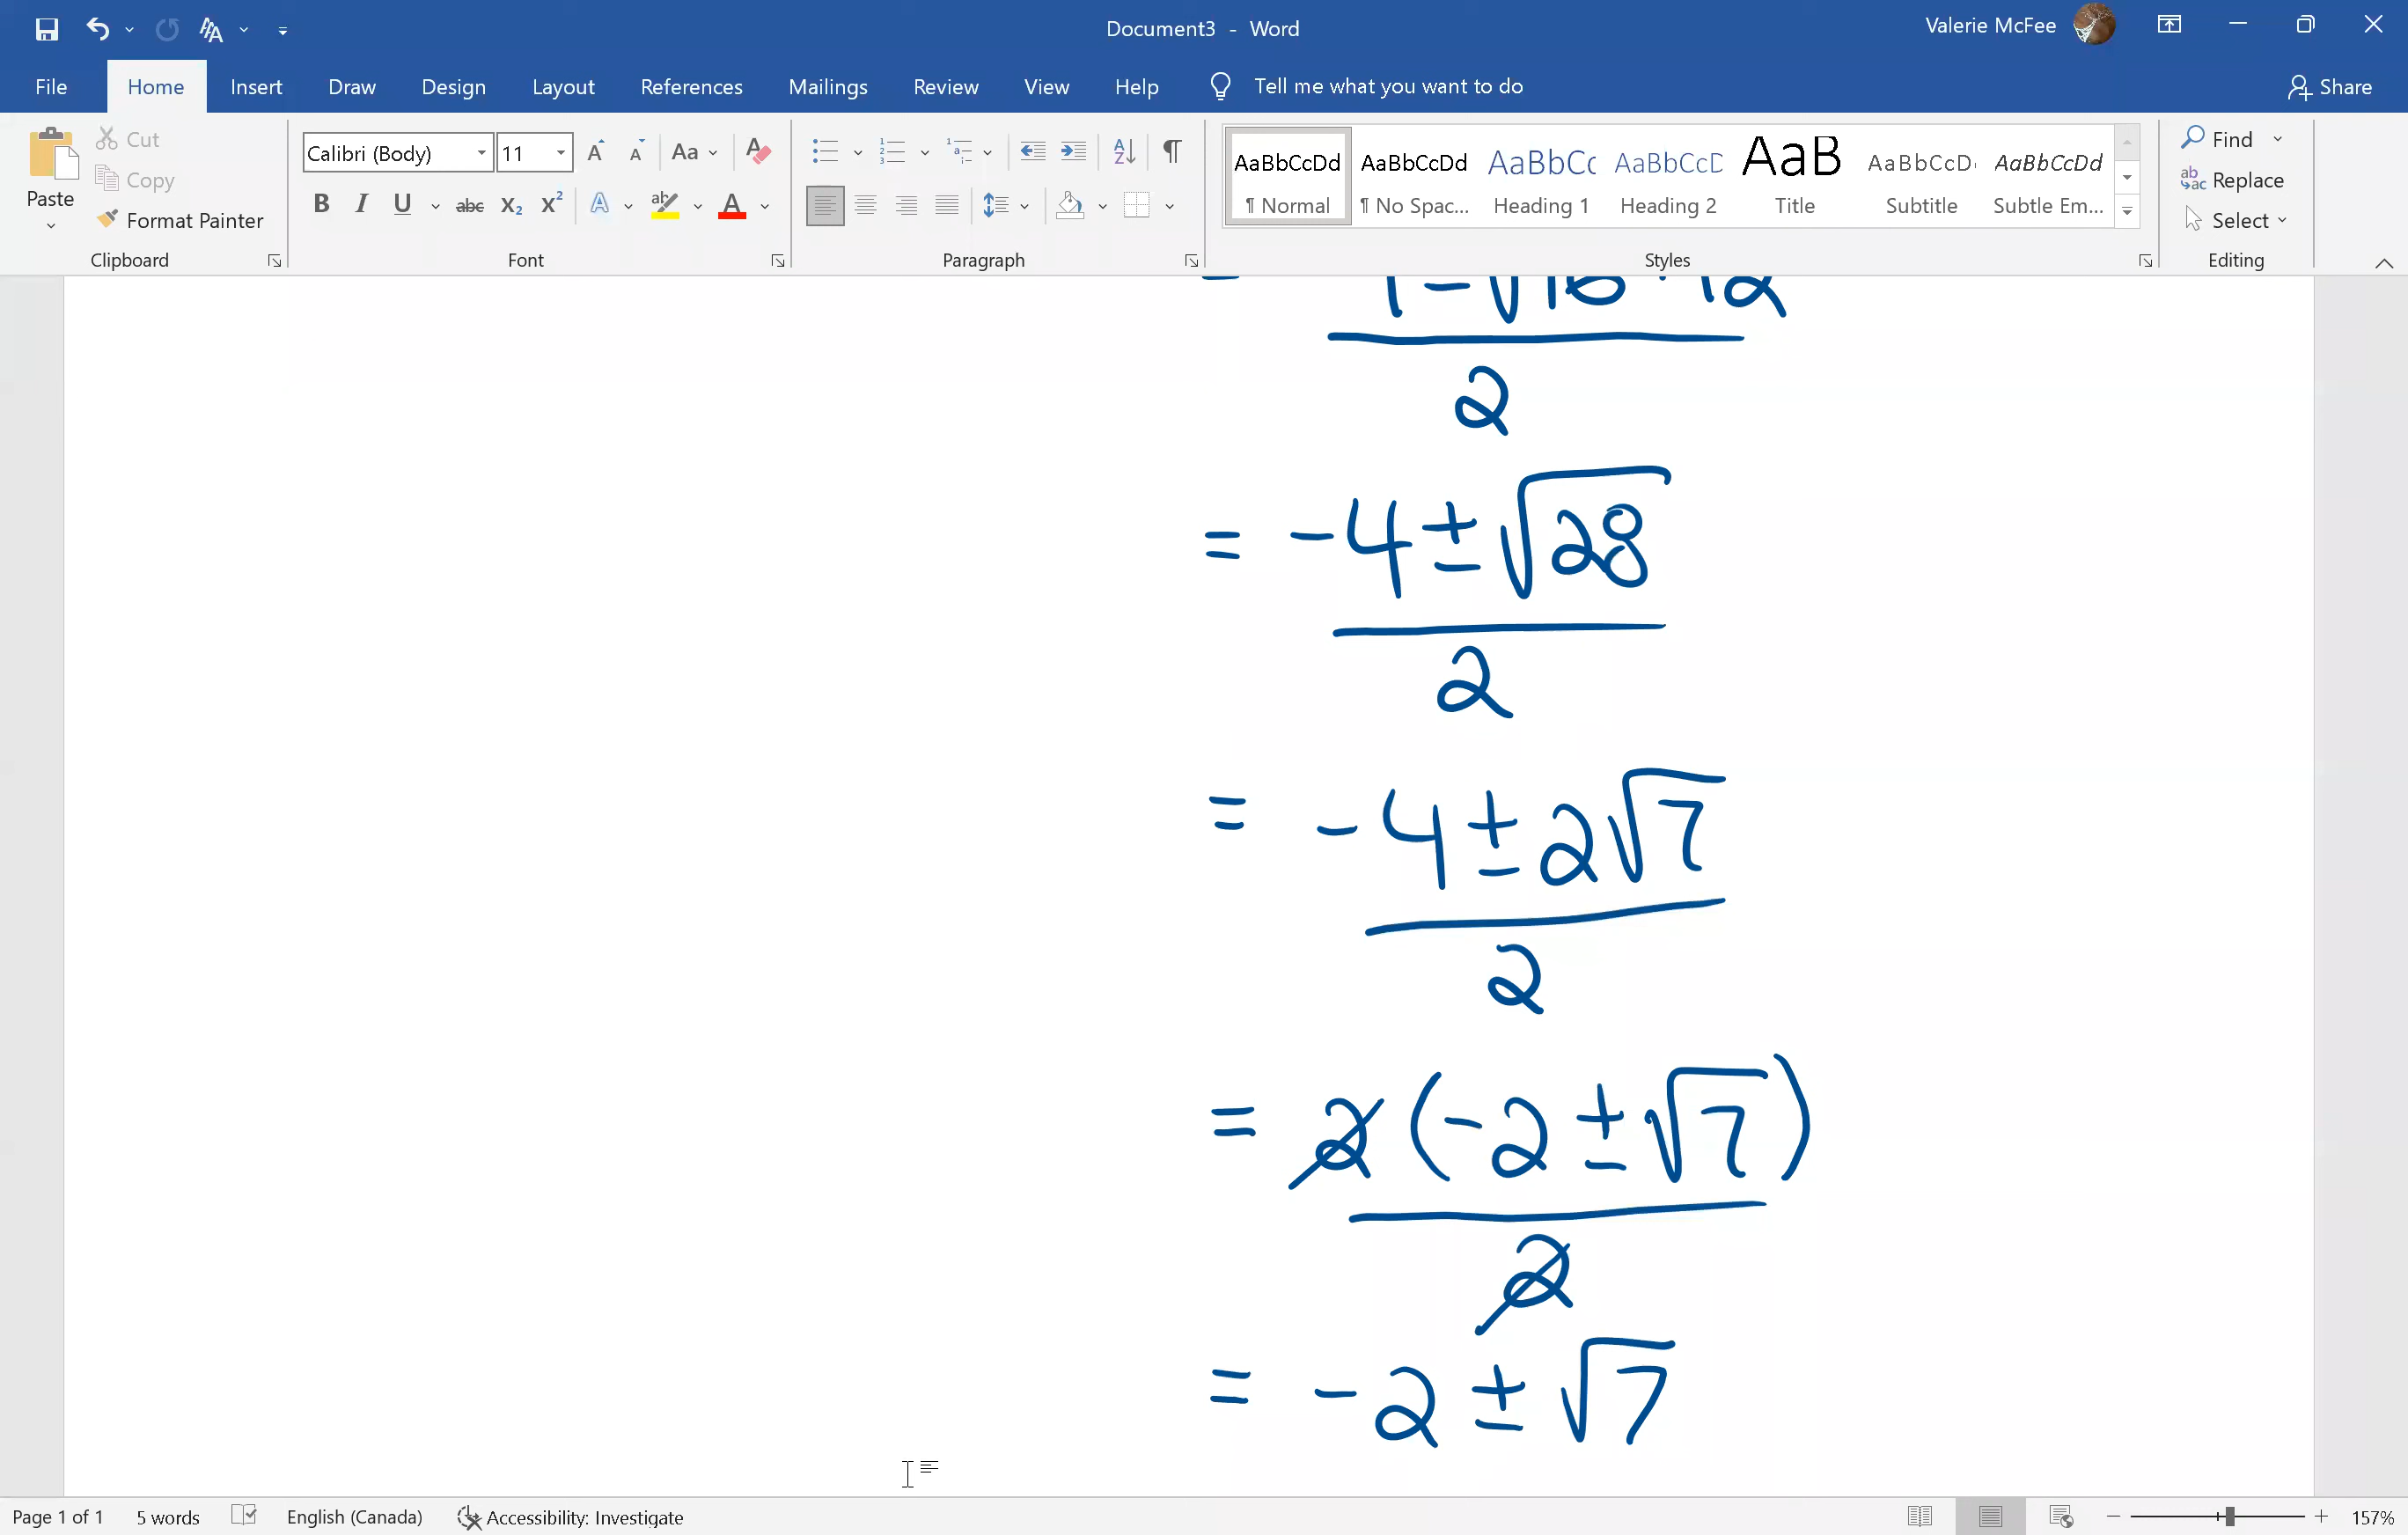 Document3 - Word
Valerie McFee
File Home Insert Draw Design Layout References Mailings Review View Help Tell me what you want to do Share
Paste
Cut
Copy
Format Painter
Clipboard
Calibri (Body) 11
Aa
B I U abc X₂ X²
Font
Paragraph
AaBbCcDd AaBbCcDd AaBbCc AaBbCcD AaB AaBbCcD AaBbCcDd
¶ Normal ¶ No Spac... Heading 1 Heading 2 Title Subtitle Subtle Em...
Styles
Find
Replace
Select
Editing
2
= -4 ± √28
2
= -4 ± 2√7
2
= 2(-2 ± √7)
2
= -2 ± √7
Page 1 of 1 5 words English (Canada) Accessibility: Investigate 157%